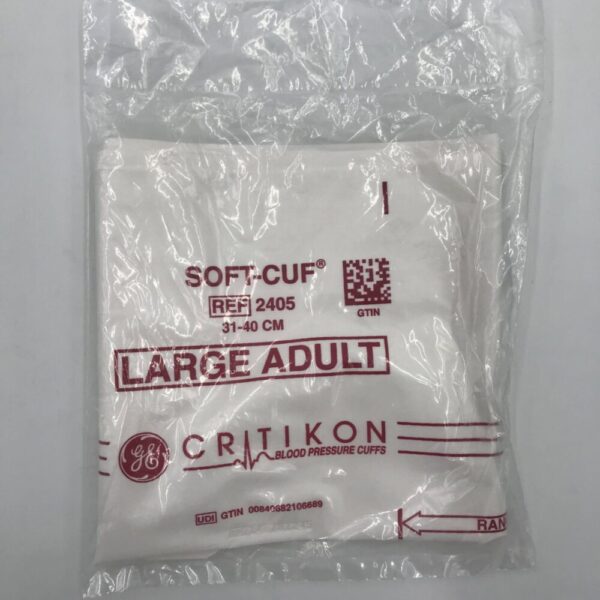 SOFT-CUF®
REF 2405
GTIN
31-40 CM
LARGE ADULT
GE
CRITIKON
BLOOD PRESSURE CUFFS
UDI GTIN 00840682106689
RAN